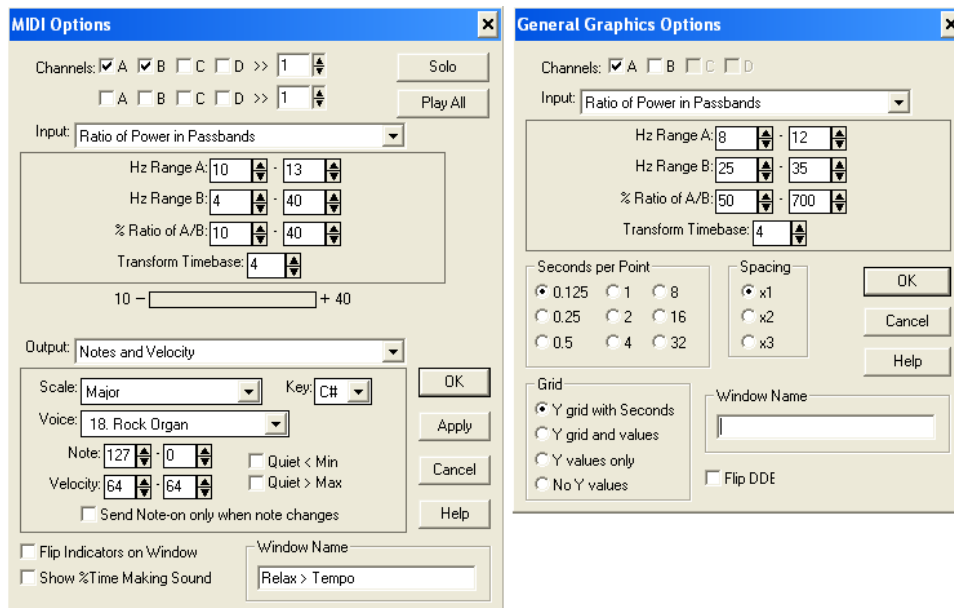 MIDI Options
Channels: A B C D >> 1
Solo
A B C D >> 1
Play All
Input: Ratio of Power in Passbands
Hz Range A: 10 - 13
Hz Range B: 4 - 40
% Ratio of A/B: 10 - 40
Transform Timebase: 4
10 - + 40
Output: Notes and Velocity
Scale: Major Key: C#
OK
Voice: 18. Rock Organ
Apply
Note: 127 - 0
Quiet < Min
Cancel
Velocity: 64 - 64
Quiet > Max
Send Note-on only when note changes
Help
Flip Indicators on Window
Show %Time Making Sound
Window Name
Relax > Tempo
General Graphics Options
Channels: A B C D
Input: Ratio of Power in Passbands
Hz Range A: 8 - 12
Hz Range B: 25 - 35
% Ratio of A/B: 50 - 700
Transform Timebase: 4
Seconds per Point
0.125 1 8
0.25 2 16
0.5 4 32
Spacing
x1
x2
x3
OK
Cancel
Help
Grid
Y grid with Seconds
Y grid and values
Y values only
No Y values
Window Name
Flip DDE